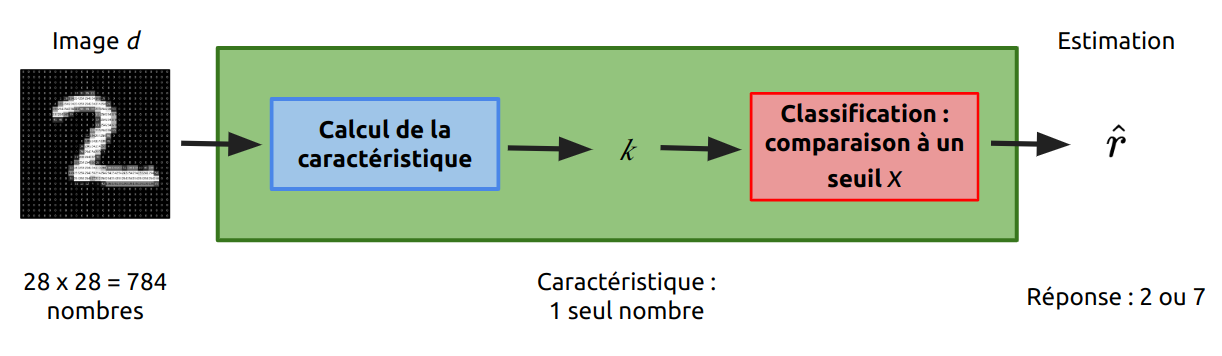 Image d
Estimation
Calcul de la
caractéristique
k
Classification :
comparaison à un
seuil X
r̂
28 x 28 = 784
nombres
Caractéristique :
1 seul nombre
Réponse : 2 ou 7